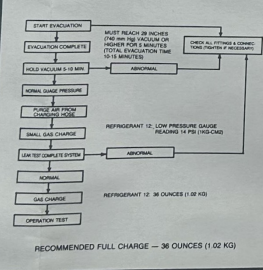 START EVACUATION
MUST REACH 29 INCHES
(740 mm Hg) VACUUM OR
HIGHER FOR 5 MINUTES
(TOTAL EVACUATION TIME
10-15 MINUTES)
CHECK ALL FITTINGS & CONNEC-
TIONS (TIGHTEN IF NECESSARY)
EVACUATION COMPLETE
HOLD VACUUM 5-10 MIN.
ABNORMAL
NORMAL GUAGE PRESSURE
PURGE AIR FROM
CHARGING HOSE
SMALL GAS CHARGE
REFRIGERANT 12: LOW PRESSURE GAUGE
READING 14 PSI (1KG-CM2)
LEAK TEST COMPLETE SYSTEM
ABNORMAL
NORMAL
GAS CHARGE
REFRIGERANT 12: 36 OUNCES (1.02 KG)
OPERATION TEST
RECOMMENDED FULL CHARGE — 36 OUNCES (1.02 KG)